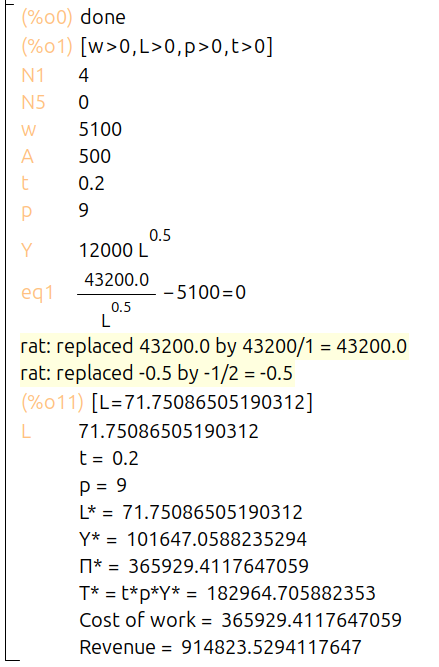 (%o0) done
(%o1) [w>0,L>0,p>0,t>0]
N1 4
N5 0
w 5100
A 500
t 0.2
p 9
Y 12000 L^0.5
eq1 43200.0/L^0.5 −5100=0
rat: replaced 43200.0 by 43200/1 = 43200.0
rat: replaced -0.5 by -1/2 = -0.5
(%o11) [L=71.75086505190312]
L 71.75086505190312
t = 0.2
p = 9
L* = 71.75086505190312
Y* = 101647.0588235294
Π* = 365929.4117647059
T* = t*p*Y* = 182964.705882353
Cost of work = 365929.4117647059
Revenue = 914823.5294117647